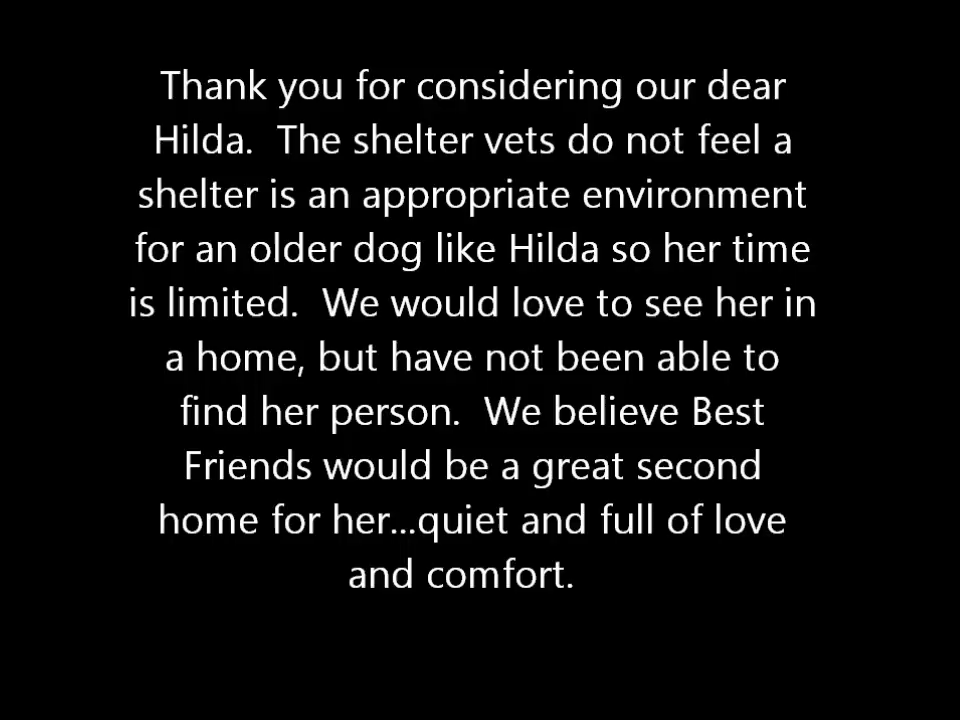 Thank you for considering our dear
Hilda.  The shelter vets do not feel a
shelter is an appropriate environment
for an older dog like Hilda so her time
is limited.  We would love to see her in
a home, but have not been able to
find her person.  We believe Best
Friends would be a great second
home for her...quiet and full of love
and comfort.